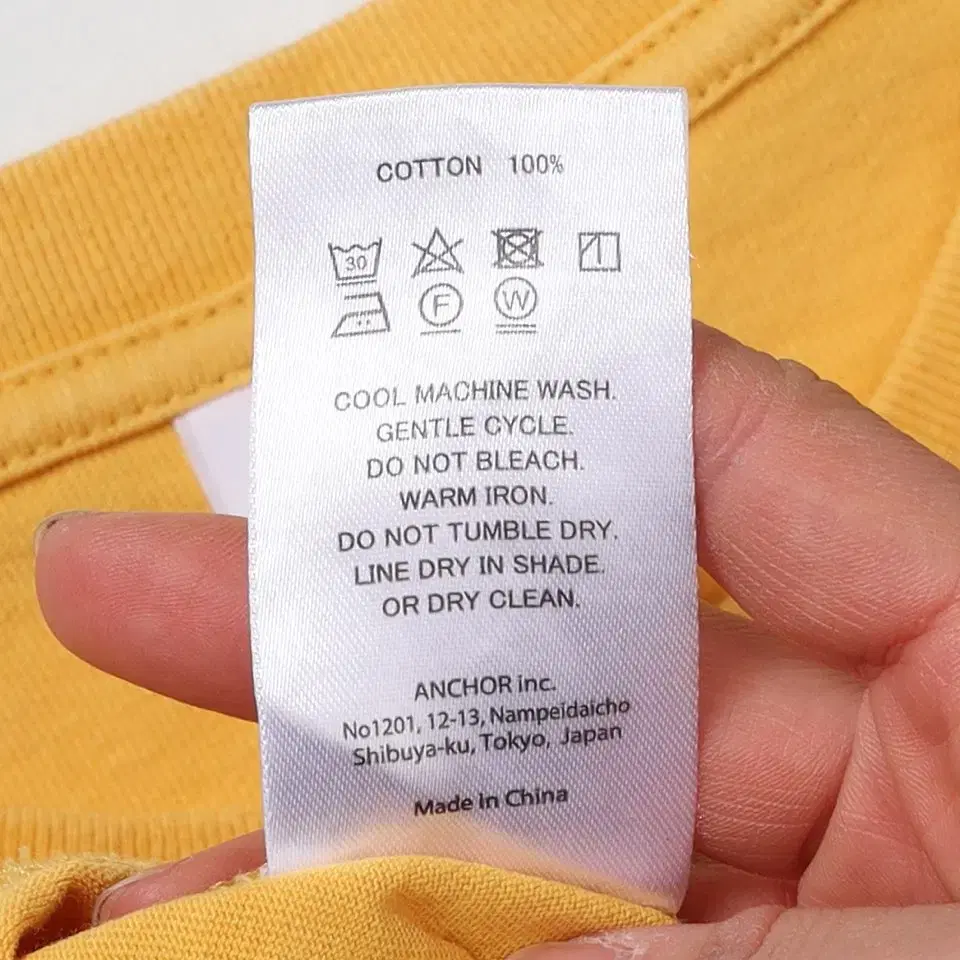 COTTON 100%
30
F W
COOL MACHINE WASH.
GENTLE CYCLE.
DO NOT BLEACH.
WARM IRON.
DO NOT TUMBLE DRY.
LINE DRY IN SHADE.
OR DRY CLEAN.
ANCHOR inc.
No1201, 12-13, Nampeidaicho
Shibuya-ku, Tokyo, Japan
Made in China